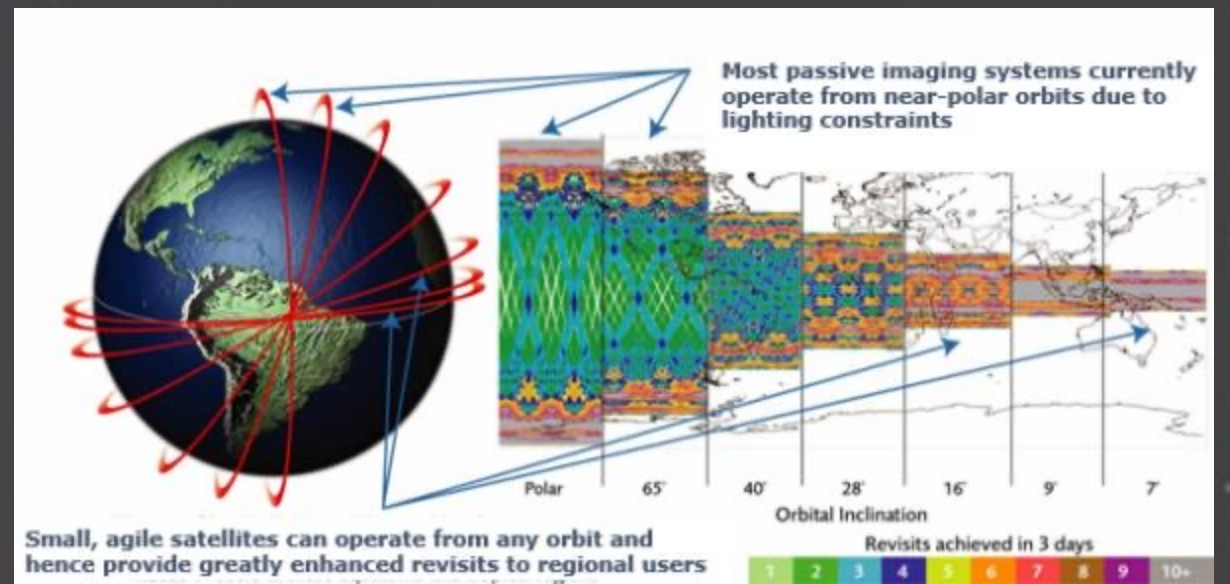 Most passive imaging systems currently
operate from near-polar orbits due to
lighting constraints
Polar 65° 40° 28° 16° 9° 7°
Orbital Inclination
Small, agile satellites can operate from any orbit and
hence provide greatly enhanced revisits to regional users
Revisits achieved in 3 days
1 2 3 4 5 6 7 8 9 10+